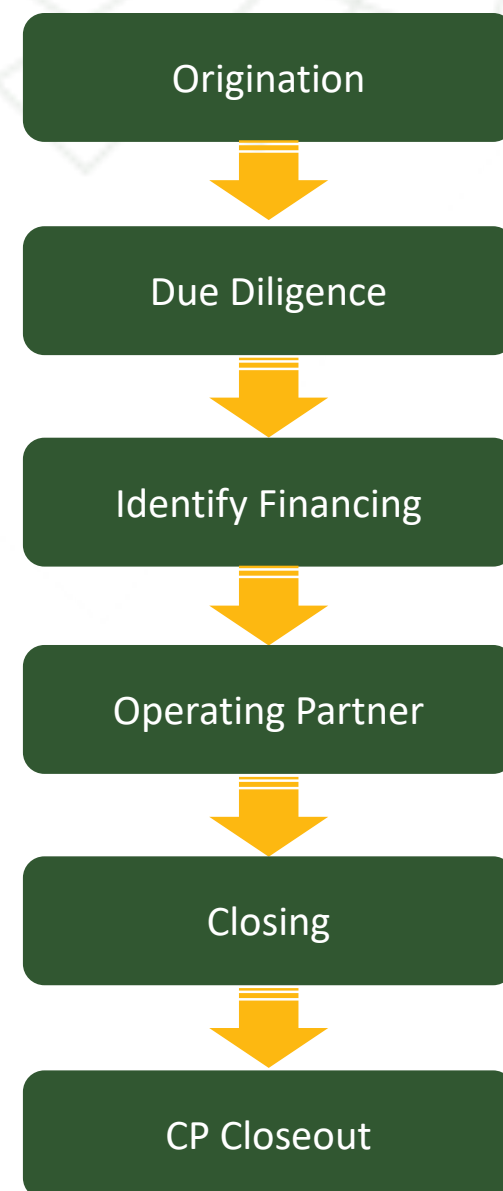 Origination
Due Diligence
Identify Financing
Operating Partner
Closing
CP Closeout